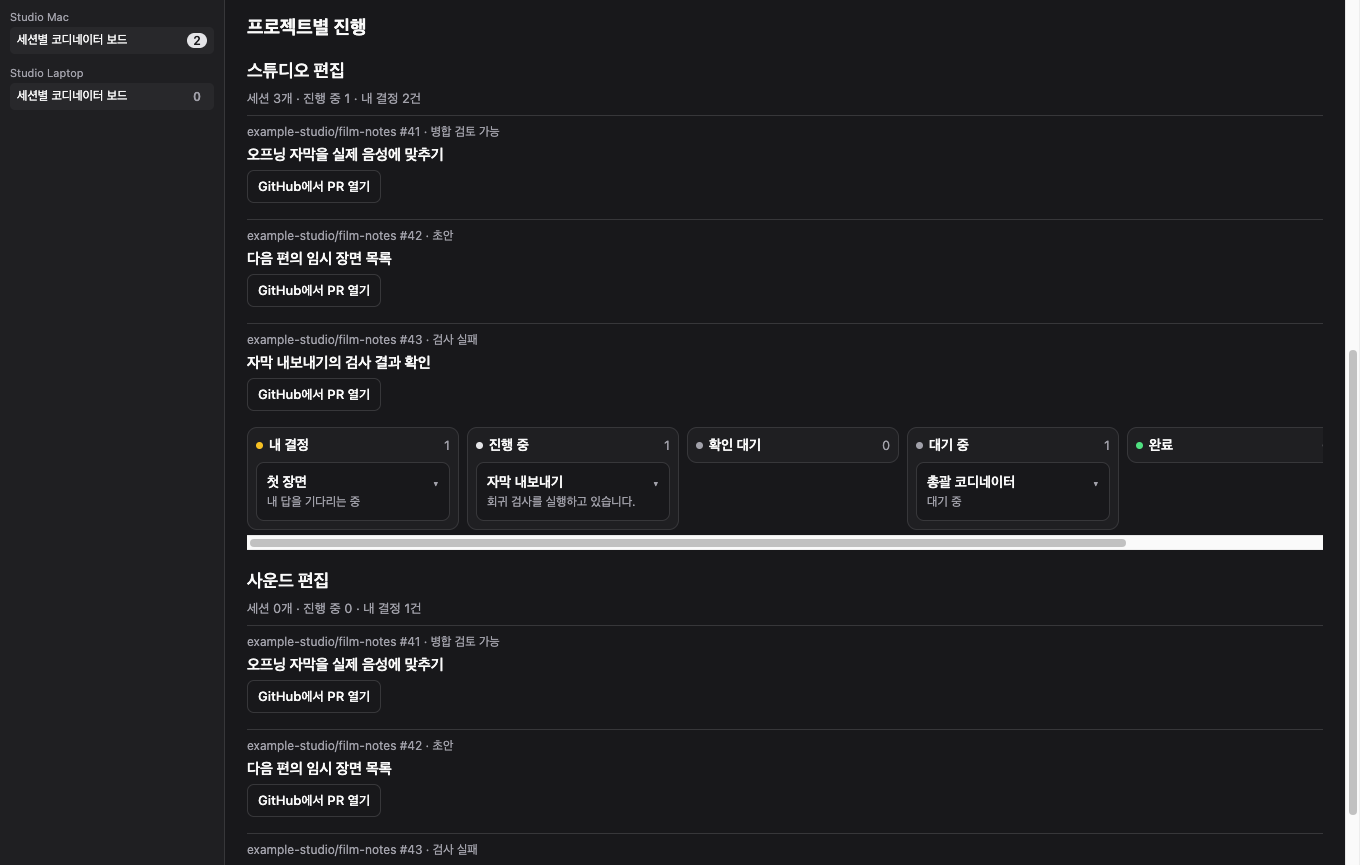 Studio Mac
세션별 코디네이터 보드 2
Studio Laptop
세션별 코디네이터 보드 0
프로젝트별 진행
스튜디오 편집
세션 3개 · 진행 중 1 · 내 결정 2건
example-studio/film-notes #41 · 병합 검토 가능
오프닝 자막을 실제 음성에 맞추기
GitHub에서 PR 열기
example-studio/film-notes #42 · 초안
다음 편의 임시 장면 목록
GitHub에서 PR 열기
example-studio/film-notes #43 · 검사 실패
자막 내보내기의 검사 결과 확인
GitHub에서 PR 열기
내 결정 1
첫 장면
내 답을 기다리는 중
진행 중 1
자막 내보내기
회귀 검사를 실행하고 있습니다.
확인 대기 0
대기 중 1
총괄 코디네이터
대기 중
완료
사운드 편집
세션 0개 · 진행 중 0 · 내 결정 1건
example-studio/film-notes #41 · 병합 검토 가능
오프닝 자막을 실제 음성에 맞추기
GitHub에서 PR 열기
example-studio/film-notes #42 · 초안
다음 편의 임시 장면 목록
GitHub에서 PR 열기
example-studio/film-notes #43 · 검사 실패